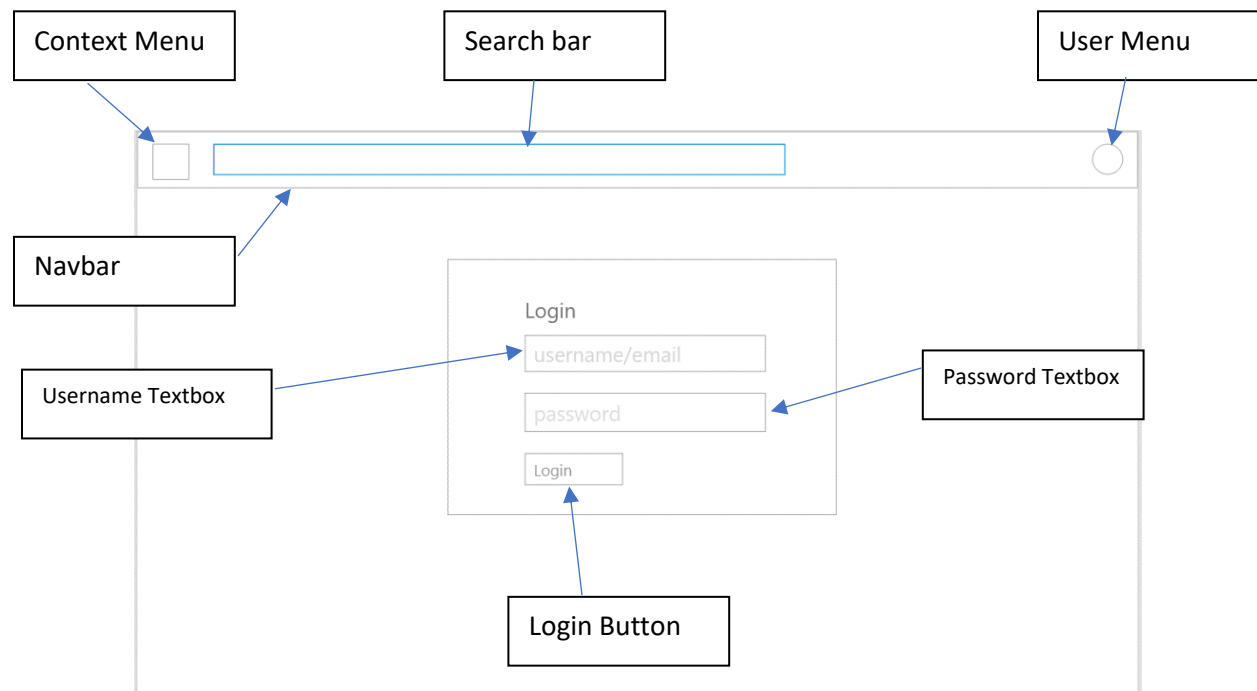 Context Menu
Search bar
User Menu
Navbar
Login
username/email
Username Textbox
Password Textbox
password
Login
Login Button